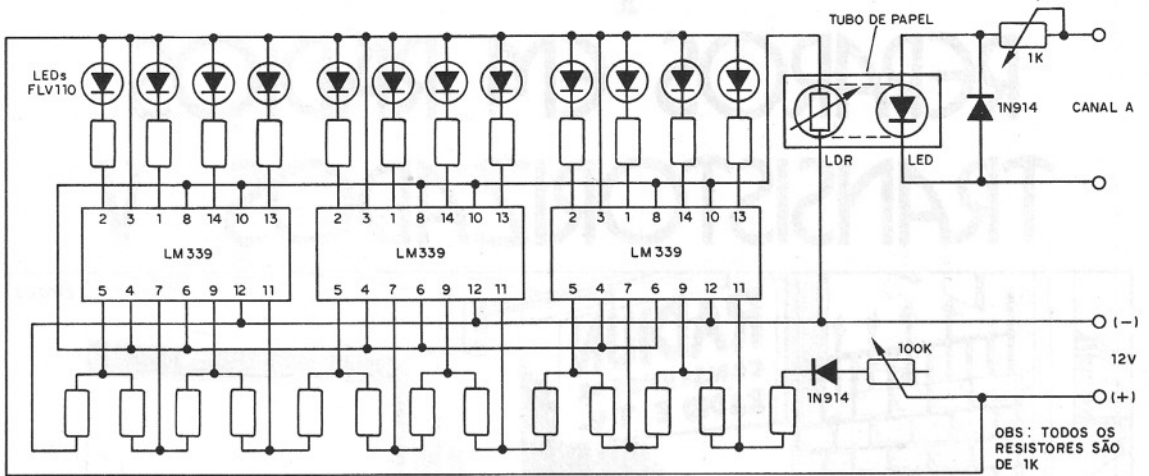 TUBO DE PAPEL
1K
LEDs
FLV110
1N914
CANAL A
LDR
LED
2 3 1 8 14 10 13
2 3 1 8 14 10 13
2 3 1 8 14 10 13
LM339
LM339
LM339
5 4 7 6 9 12 11
5 4 7 6 9 12 11
5 4 7 6 9 12 11
(-)
100K
12V
1N914
(+)
OBS: TODOS OS
RESISTORES SÃO
DE 1K